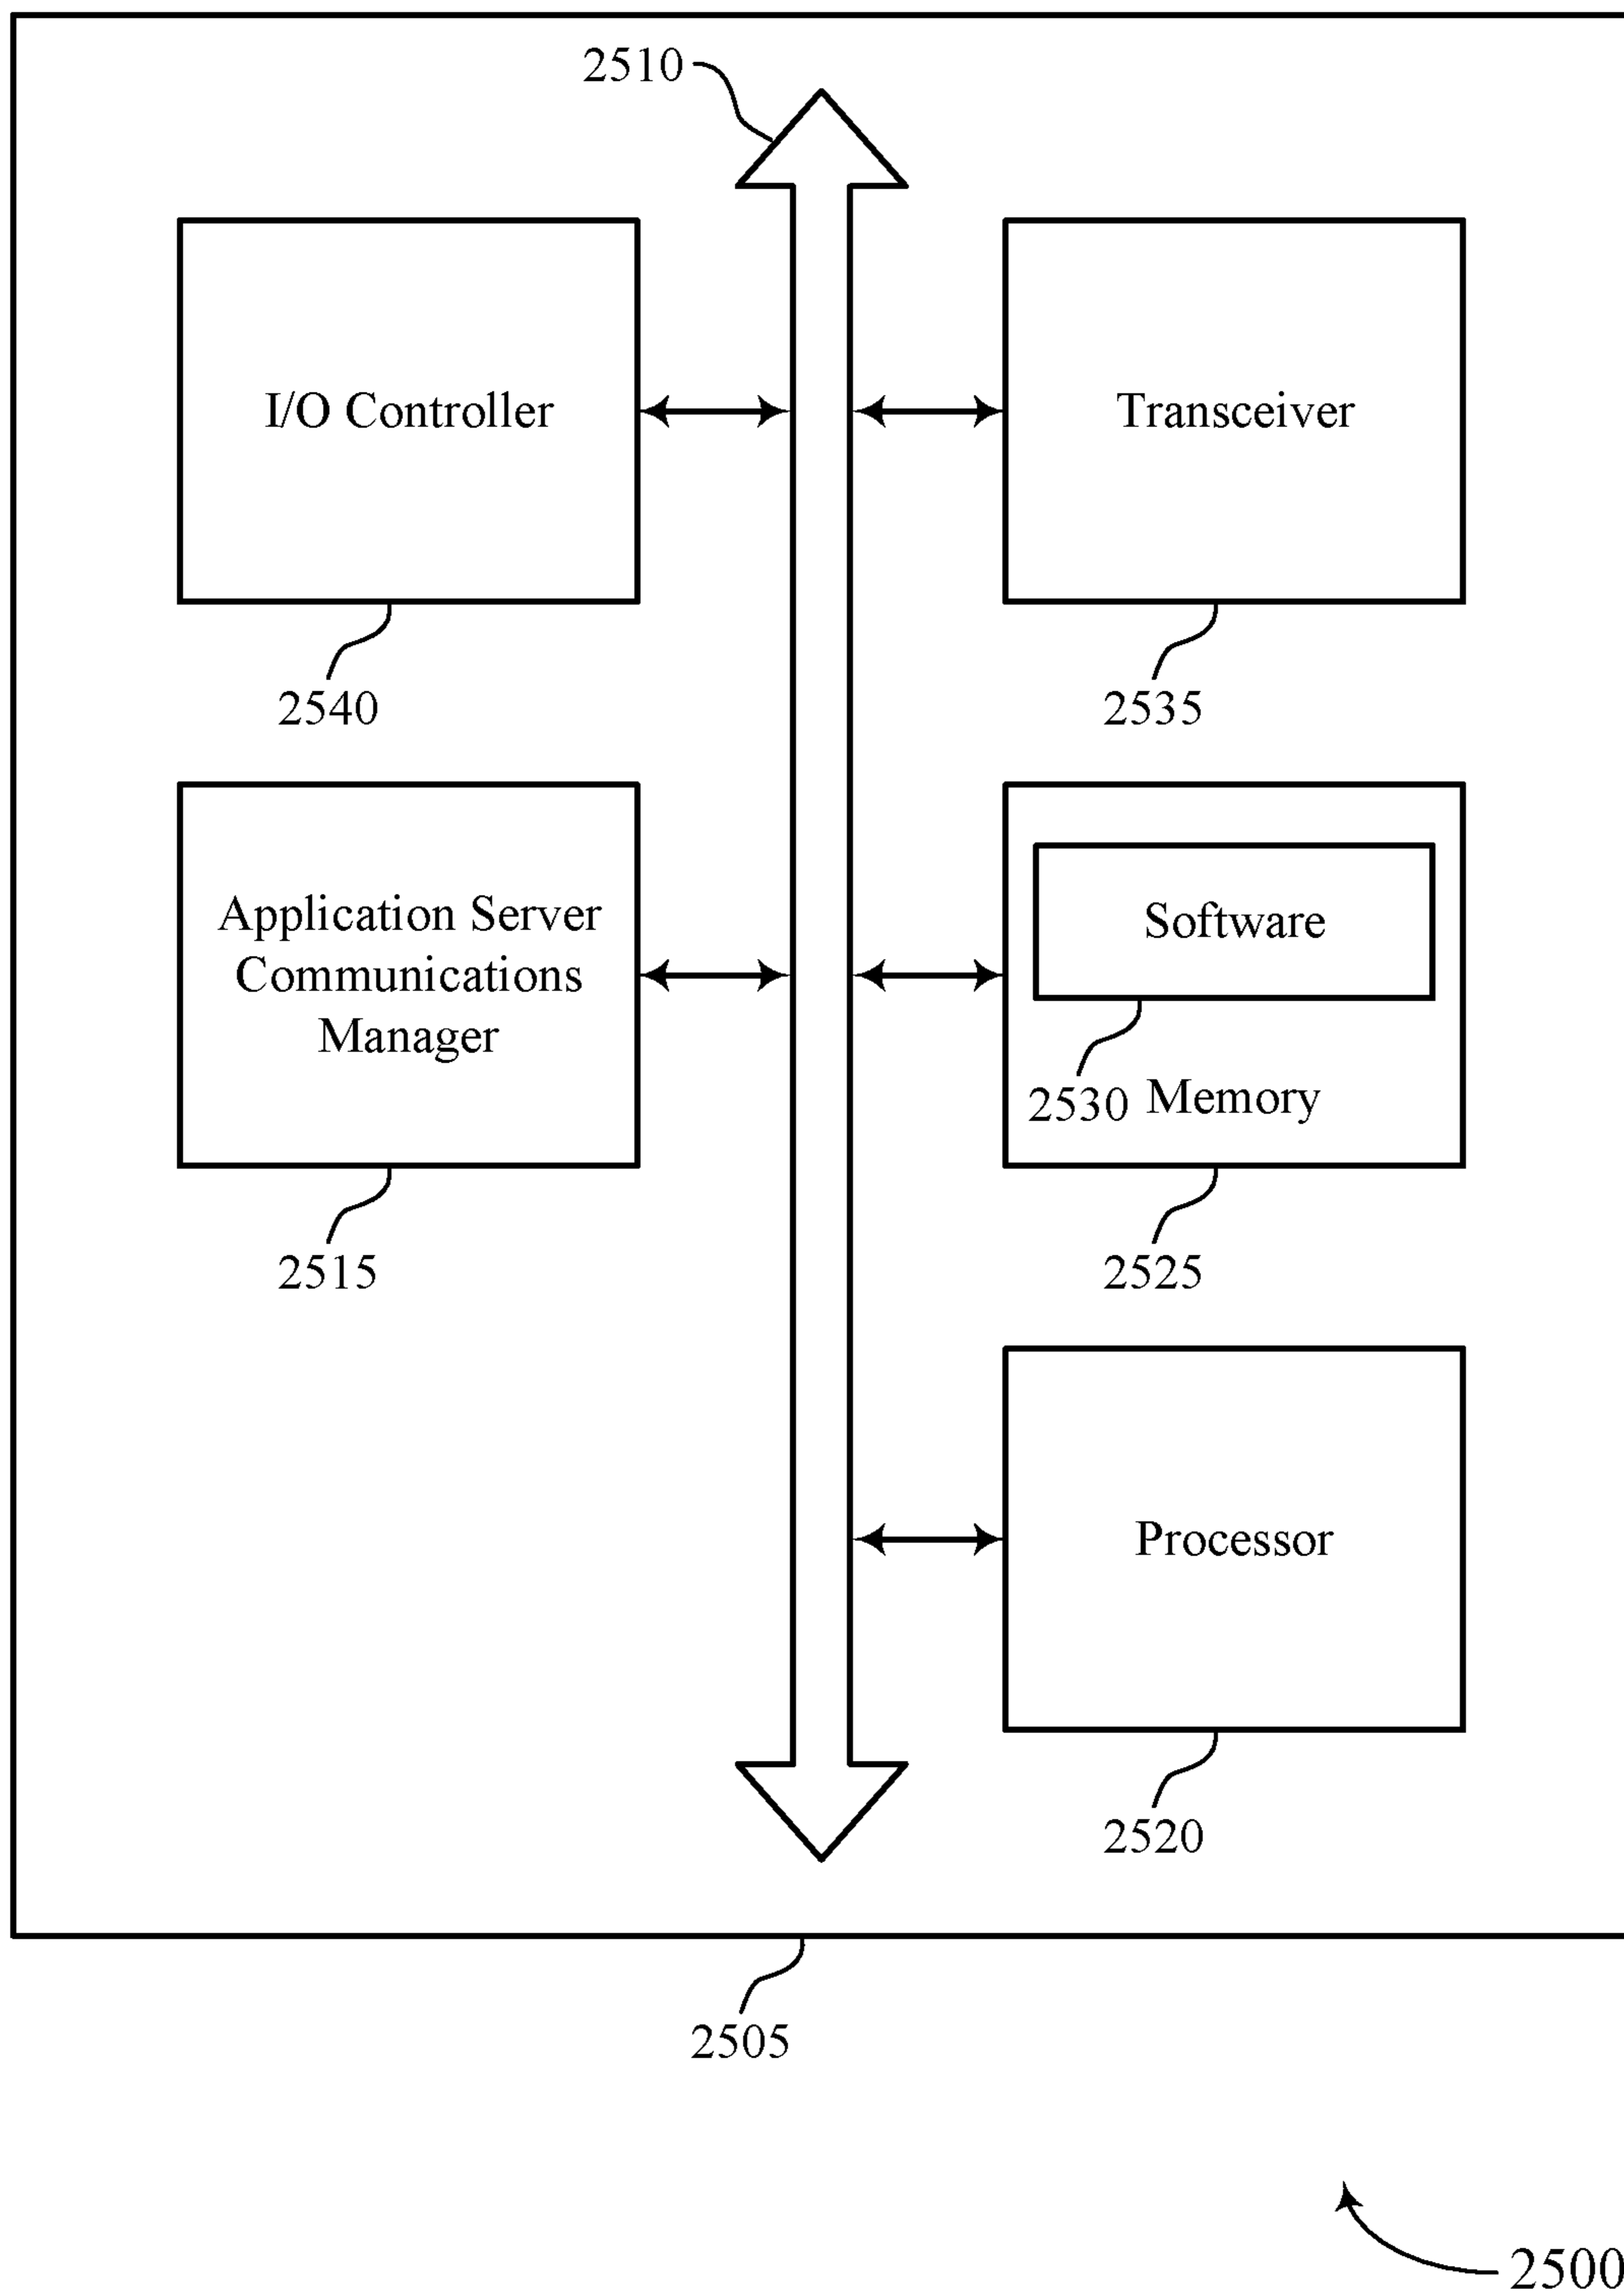 2510
I/O Controller
Transceiver
2540
2535
Application Server
Communications
Manager
Software
2530
Memory
2515
2525
Processor
2520
2505
2500